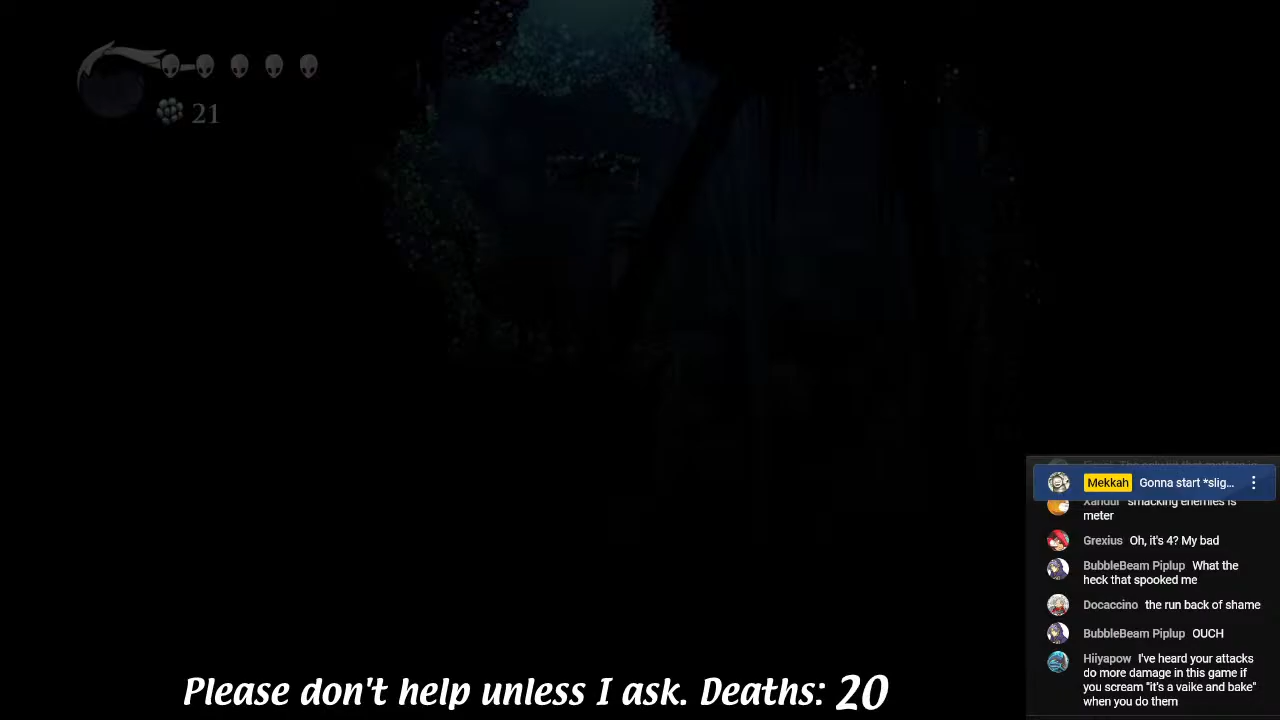 21
Mekkah Gonna start *slig...
Xandur smacking enemies is
meter
Grexius Oh, it's 4? My bad
BubbleBeam Piplup What the
heck that spooked me
Docaccino the run back of shame
BubbleBeam Piplup OUCH
Hiiyapow I've heard your attacks
do more damage in this game if
you scream "it's a vaike and bake"
when you do them
Please don't help unless I ask. Deaths: 20